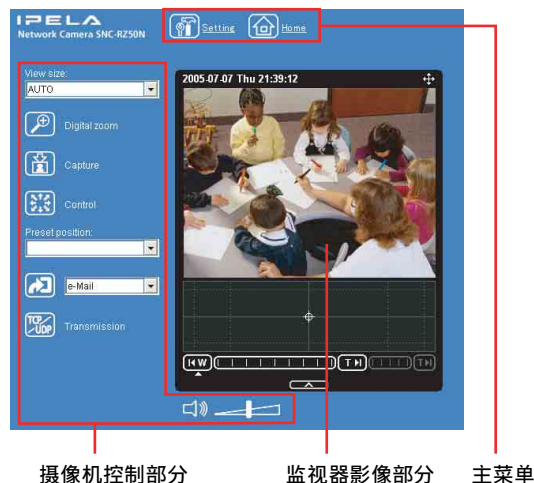 IPELA
Network Camera SNC-RZ50N
Setting
Home
View size:
AUTO
Digital zoom
Capture
Control
Preset position:
e-Mail
TCP/UDP
Transmission
2005-07-07 Thu 21:39:12
W
T
T
摄像机控制部分
监视器影像部分
主菜单